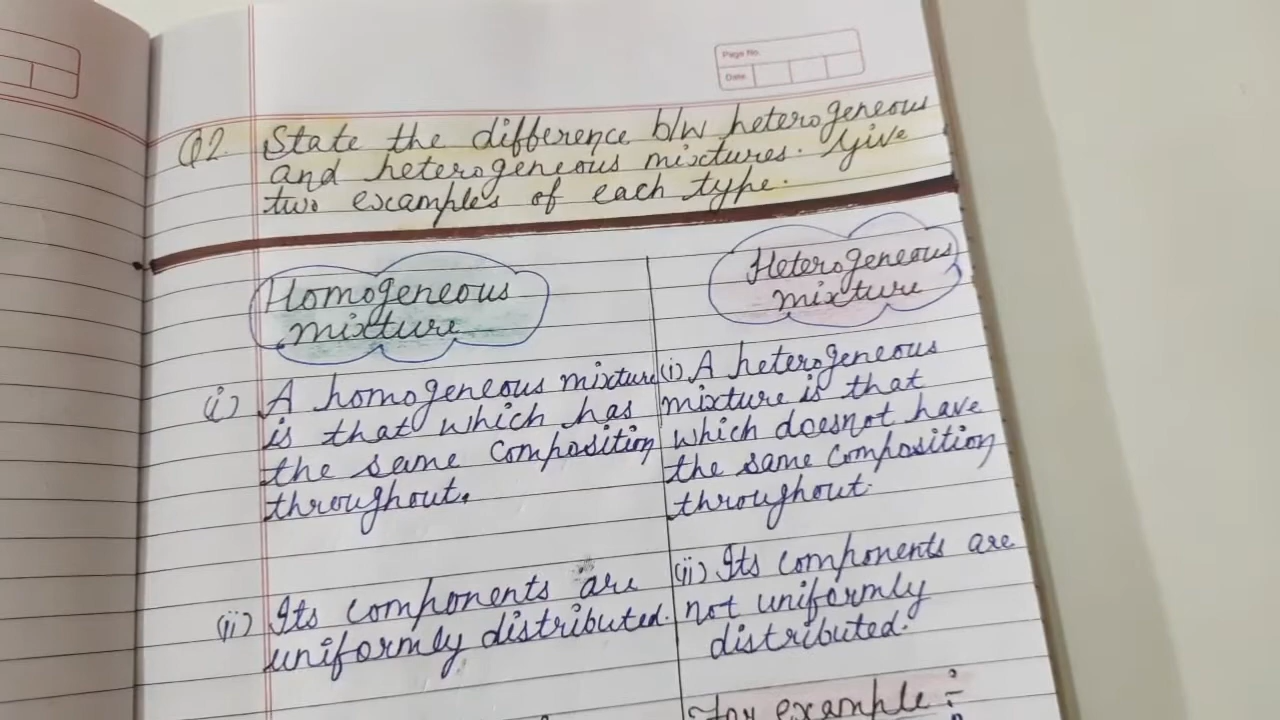 Page No.
Date
Q2. State the difference b/w heterogeneous
and heterogeneous mixtures. Give
two examples of each type.
Homogeneous
mixture
(i) A homogeneous mixture
is that which has
the same composition
throughout.
(ii) Its components are
uniformly distributed.
Heterogeneous
mixture
(i) A heterogeneous
mixture is that
which doesnot have
the same composition
throughout.
(ii) Its components are
not uniformly
distributed.
For example ÷